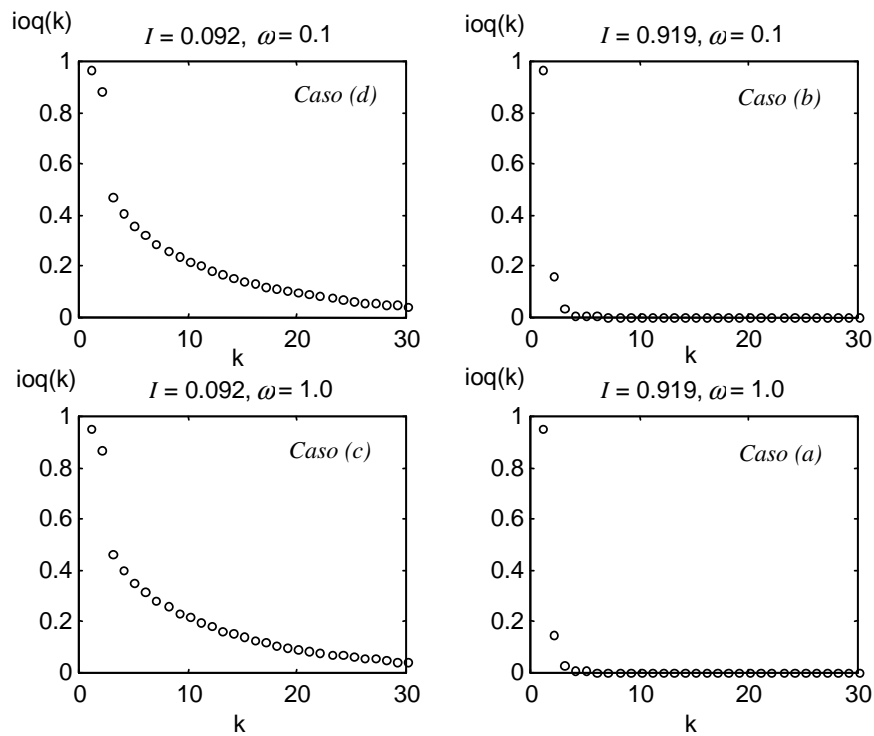 ioq(k)
I = 0.092, ω = 0.1
1
0.8
0.6
0.4
0.2
0
Caso (d)
0
10
20
30
k
ioq(k)
I = 0.919, ω = 0.1
1
0.8
0.6
0.4
0.2
0
Caso (b)
0
10
20
30
k
ioq(k)
I = 0.092, ω = 1.0
1
0.8
0.6
0.4
0.2
0
Caso (c)
0
10
20
30
k
ioq(k)
I = 0.919, ω = 1.0
1
0.8
0.6
0.4
0.2
0
Caso (a)
0
10
20
30
k